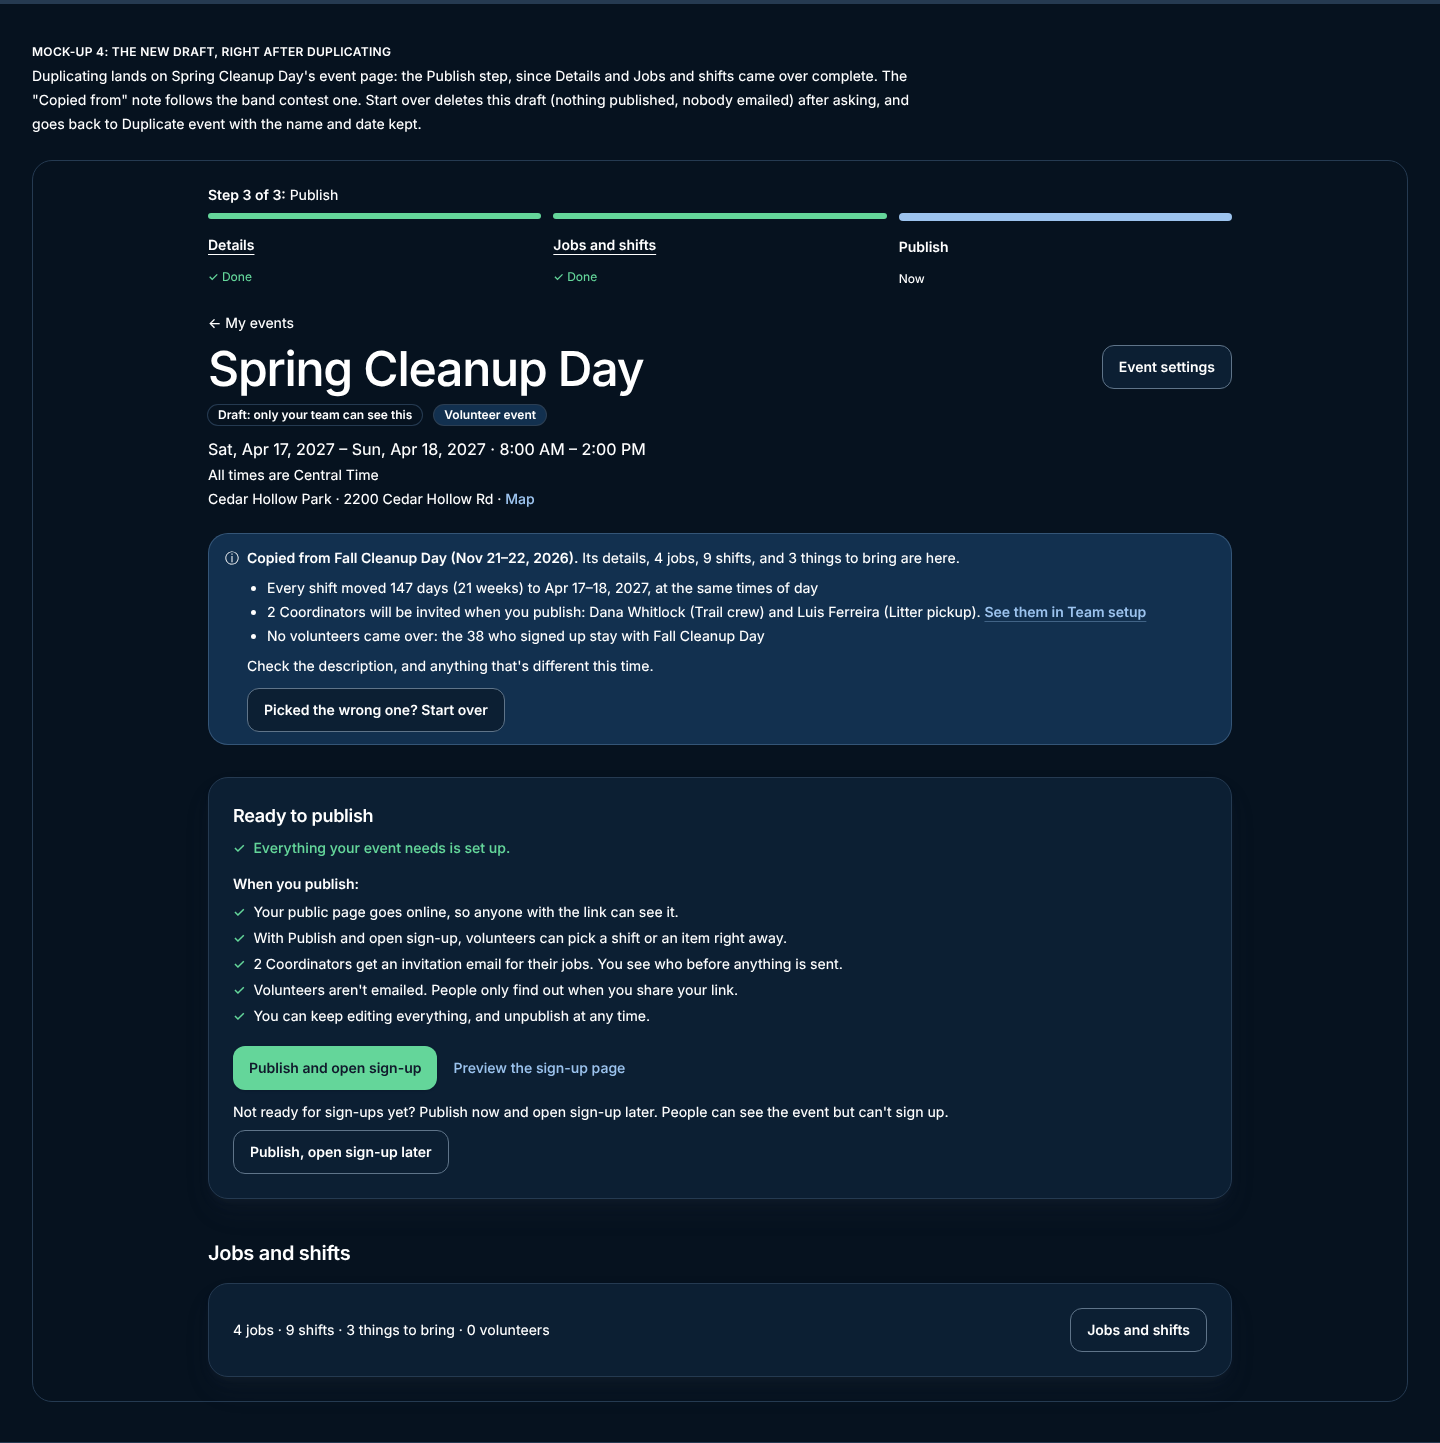 MOCK-UP 4: THE NEW DRAFT, RIGHT AFTER DUPLICATING
Duplicating lands on Spring Cleanup Day's event page: the Publish step, since Details and Jobs and shifts came over complete. The
"Copied from" note follows the band contest one. Start over deletes this draft (nothing published, nobody emailed) after asking, and
goes back to Duplicate event with the name and date kept.
Step 3 of 3: Publish
Details
✓ Done
Jobs and shifts
✓ Done
Publish
Now
← My events
Spring Cleanup Day
Event settings
Draft: only your team can see this
Volunteer event
Sat, Apr 17, 2027 – Sun, Apr 18, 2027 · 8:00 AM – 2:00 PM
All times are Central Time
Cedar Hollow Park · 2200 Cedar Hollow Rd · Map
ⓘ Copied from Fall Cleanup Day (Nov 21–22, 2026). Its details, 4 jobs, 9 shifts, and 3 things to bring are here.
• Every shift moved 147 days (21 weeks) to Apr 17–18, 2027, at the same times of day
• 2 Coordinators will be invited when you publish: Dana Whitlock (Trail crew) and Luis Ferreira (Litter pickup). See them in Team setup
• No volunteers came over: the 38 who signed up stay with Fall Cleanup Day
Check the description, and anything that's different this time.
Picked the wrong one? Start over
Ready to publish
✓ Everything your event needs is set up.
When you publish:
✓ Your public page goes online, so anyone with the link can see it.
✓ With Publish and open sign-up, volunteers can pick a shift or an item right away.
✓ 2 Coordinators get an invitation email for their jobs. You see who before anything is sent.
✓ Volunteers aren't emailed. People only find out when you share your link.
✓ You can keep editing everything, and unpublish at any time.
Publish and open sign-up
Preview the sign-up page
Not ready for sign-ups yet? Publish now and open sign-up later. People can see the event but can't sign up.
Publish, open sign-up later
Jobs and shifts
4 jobs · 9 shifts · 3 things to bring · 0 volunteers
Jobs and shifts